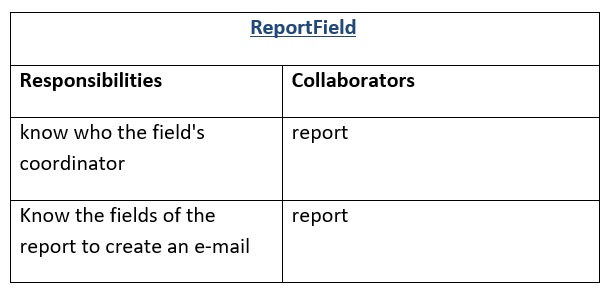 ReportField
Responsibilities
Collaborators
know who the field's
coordinator
report
Know the fields of the
report to create an e-mail
report